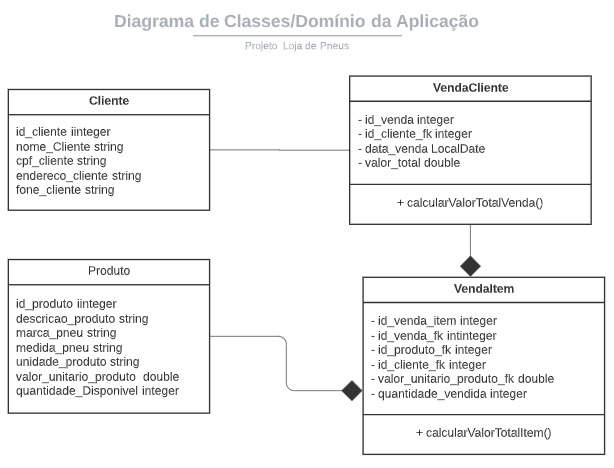 Diagrama de Classes/Domínio da Aplicação
Projeto Loja de Pneus
Cliente
id_cliente iinteger
nome_Cliente string
cpf_cliente string
endereco_cliente string
fone_cliente string
VendaCliente
- id_venda integer
- id_cliente_fk integer
- data_venda LocalDate
- valor_total double
+ calcularValorTotalVenda()
Produto
id_produto iinteger
descricao_produto string
marca_pneu string
medida_pneu string
unidade_produto string
valor_unitario_produto double
quantidade_Disponivel integer
VendaItem
- id_venda_item integer
- id_venda_fk intinteger
- id_produto_fk integer
- id_cliente_fk integer
- valor_unitario_produto_fk double
- quantidade_vendida integer
+ calcularValorTotalItem()